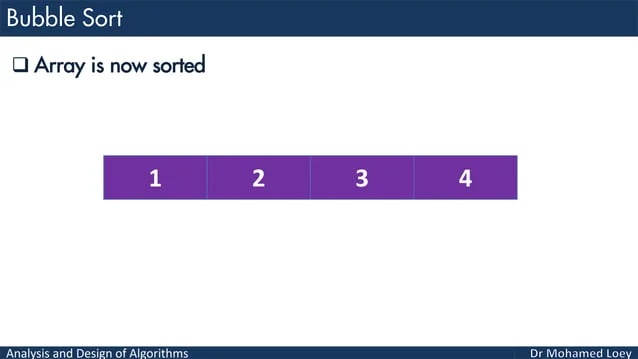 Bubble Sort
Array is now sorted
1 2 3 4
Analysis and Design of Algorithms Dr Mohamed Loey